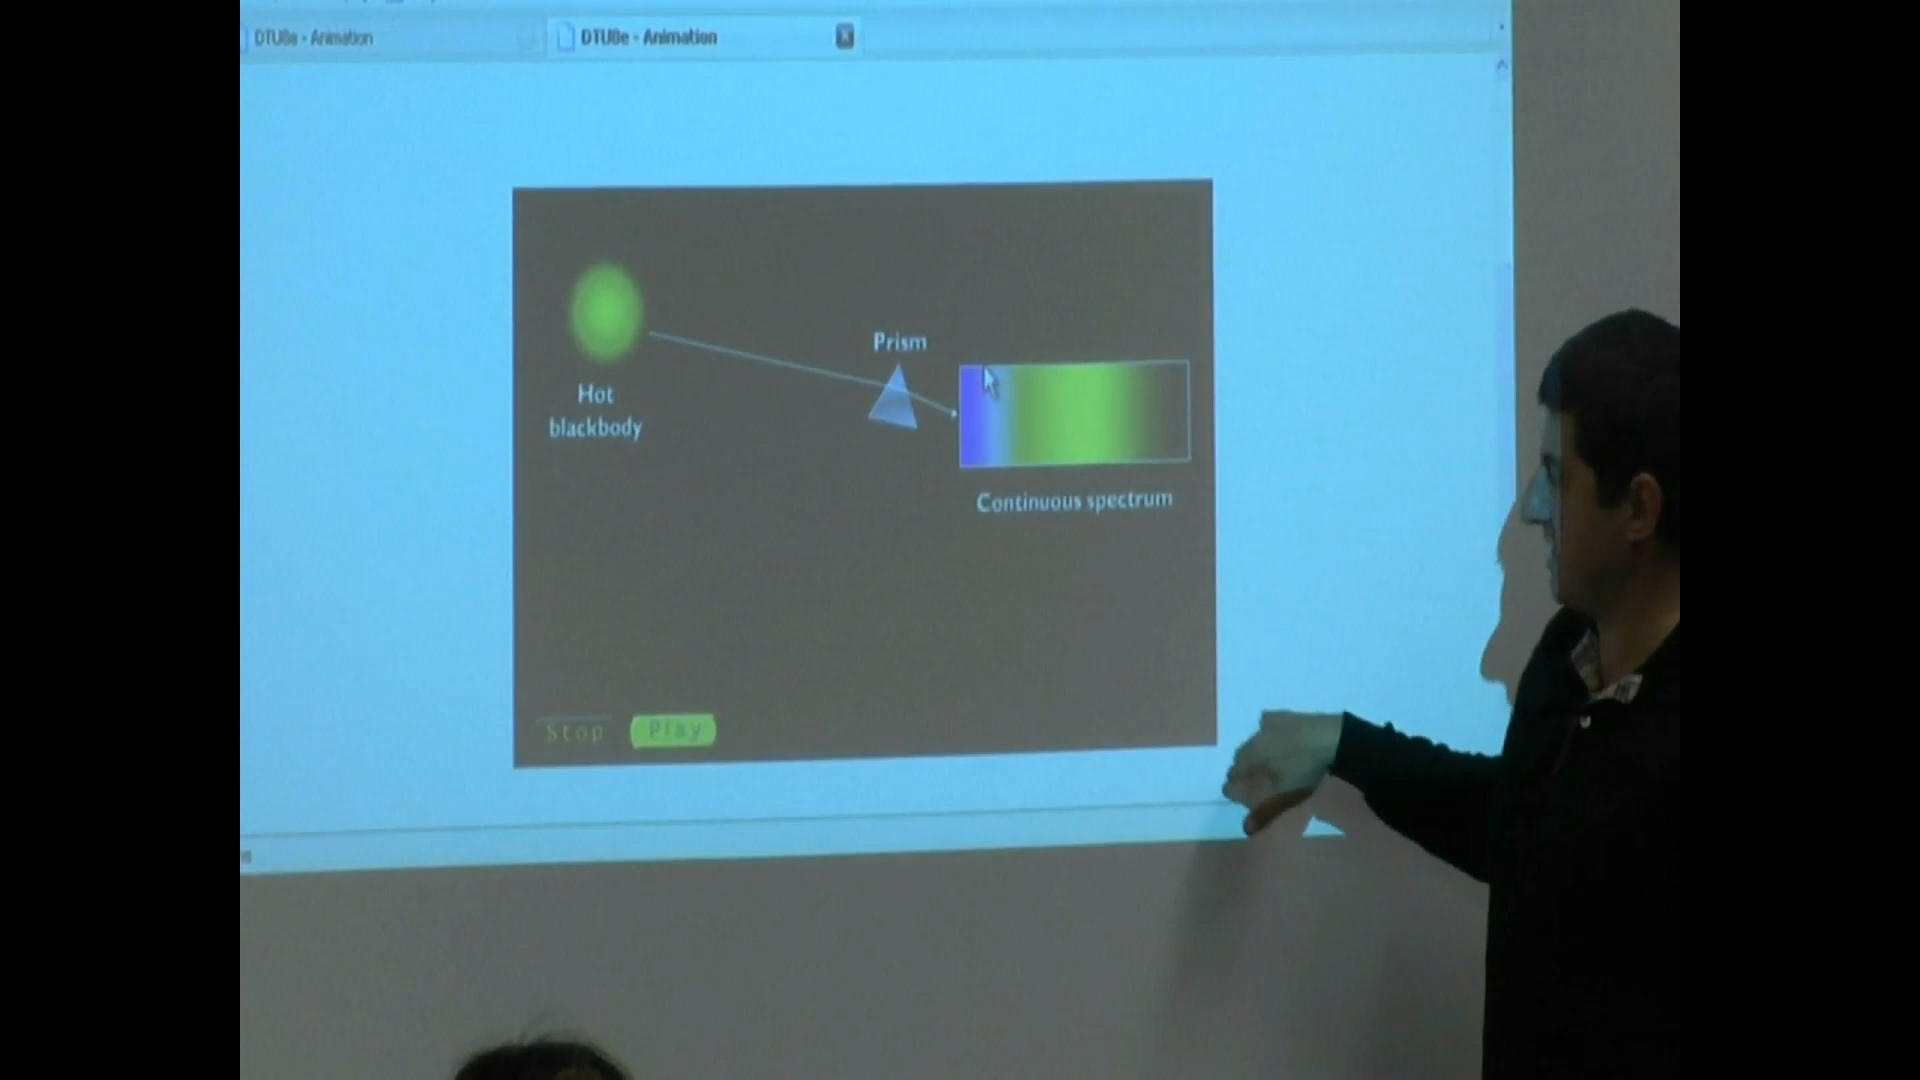 DTU8e - Animation
DTU8e - Animation
Prism
Hot
blackbody
Continuous spectrum
Stop
Play